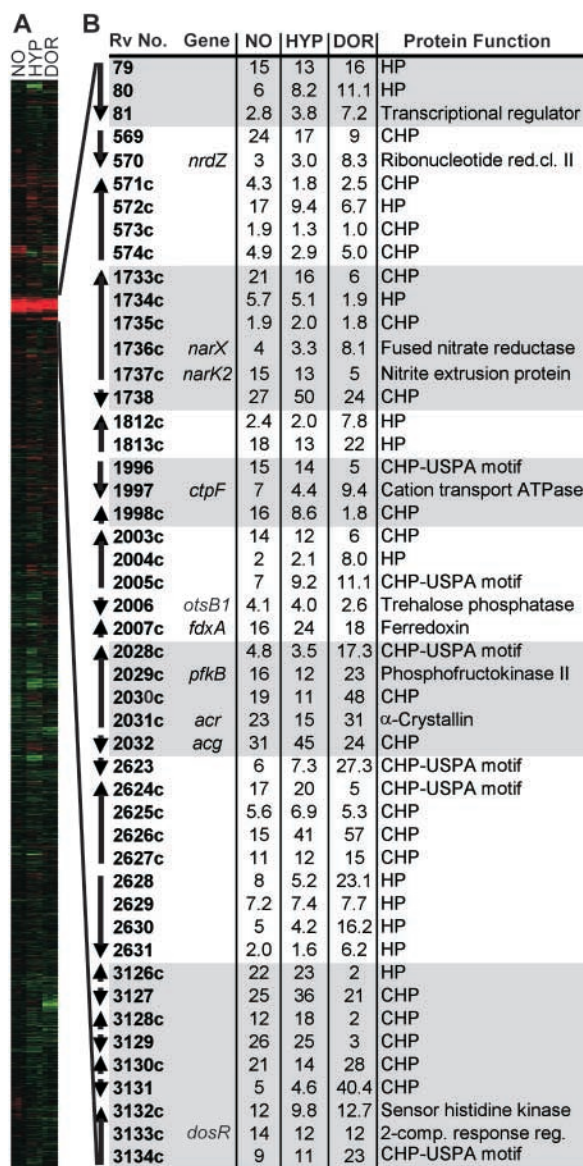 A
B
NO
HYP
DOR
Rv No. Gene NO HYP DOR Protein Function
79 15 13 16 HP
80 6 8.2 11.1 HP
81 2.8 3.8 7.2 Transcriptional regulator
569 24 17 9 CHP
570 nrdZ 3 3.0 8.3 Ribonucleotide red.cl. II
571c 4.3 1.8 2.5 CHP
572c 17 9.4 6.7 HP
573c 1.9 1.3 1.0 CHP
574c 4.9 2.9 5.0 CHP
1733c 21 16 6 CHP
1734c 5.7 5.1 1.9 HP
1735c 1.9 2.0 1.8 CHP
1736c narX 4 3.3 8.1 Fused nitrate reductase
1737c narK2 15 13 5 Nitrite extrusion protein
1738 27 50 24 CHP
1812c 2.4 2.0 7.8 HP
1813c 18 13 22 HP
1996 15 14 5 CHP-USPA motif
1997 ctpF 7 4.4 9.4 Cation transport ATPase
1998c 16 8.6 1.8 CHP
2003c 14 12 6 CHP
2004c 2 2.1 8.0 HP
2005c 7 9.2 11.1 CHP-USPA motif
2006 otsB1 4.1 4.0 2.6 Trehalose phosphatase
2007c fdxA 16 24 18 Ferredoxin
2028c 4.8 3.5 17.3 CHP-USPA motif
2029c pfkB 16 12 23 Phosphofructokinase II
2030c 19 11 48 CHP
2031c acr 23 15 31 α-Crystallin
2032 acg 31 45 24 CHP
2623 6 7.3 27.3 CHP-USPA motif
2624c 17 20 5 CHP-USPA motif
2625c 5.6 6.9 5.3 CHP
2626c 15 41 57 CHP
2627c 11 12 15 CHP
2628 8 5.2 23.1 HP
2629 7.2 7.4 7.7 HP
2630 5 4.2 16.2 HP
2631 2.0 1.6 6.2 HP
3126c 22 23 2 HP
3127 25 36 21 CHP
3128c 12 18 2 CHP
3129 26 25 3 CHP
3130c 21 14 28 CHP
3131 5 4.6 40.4 CHP
3132c 12 9.8 12.7 Sensor histidine kinase
3133c dosR 14 12 12 2-comp. response reg.
3134c 9 11 23 CHP-USPA motif